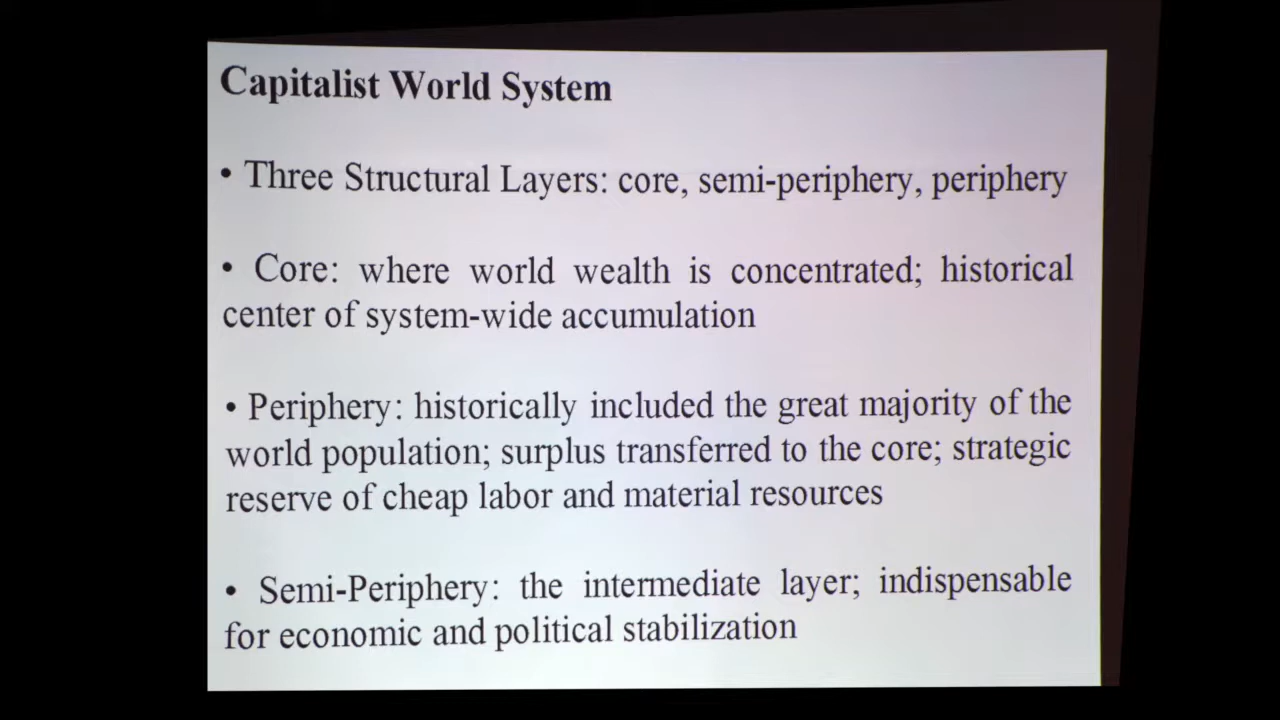 Capitalist World System
• Three Structural Layers: core, semi-periphery, periphery
• Core: where world wealth is concentrated; historical
center of system-wide accumulation
• Periphery: historically included the great majority of the
world population; surplus transferred to the core; strategic
reserve of cheap labor and material resources
• Semi-Periphery: the intermediate layer; indispensable
for economic and political stabilization